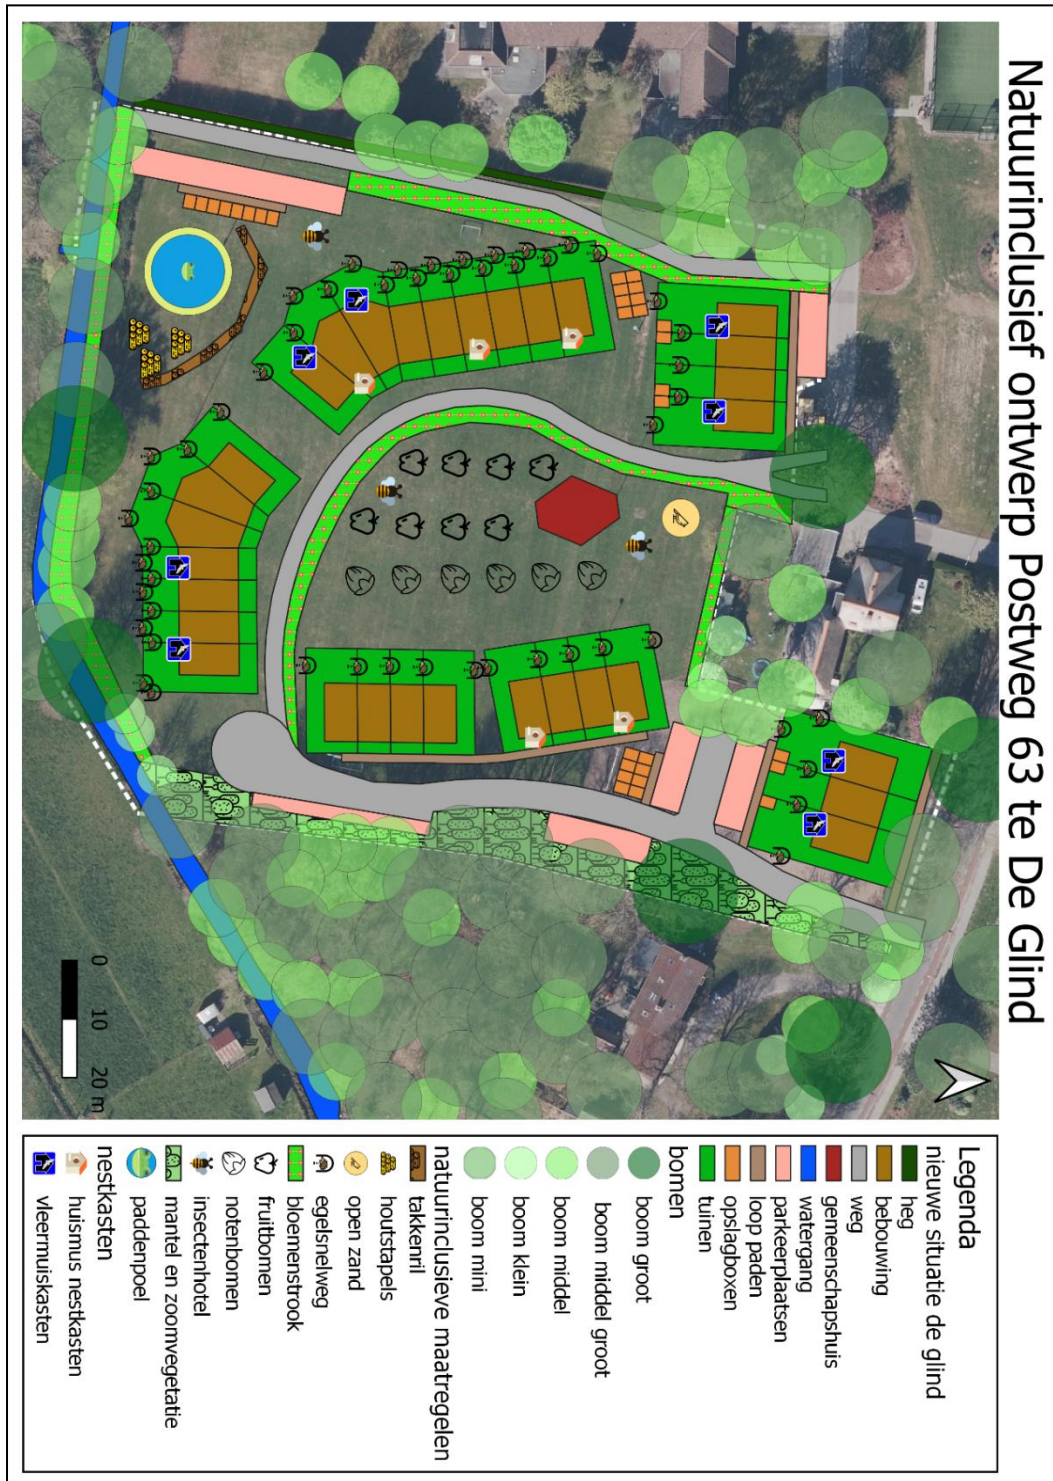 Natuurinclusief ontwerp Postweg 63 te De Glind
0 10 20 m
Legenda
nieuwe situatie de glind
heg
bebouwing
weg
gemeenschapshuis
watergang
parkeerplaatsen
loop paden
opslagboxen
tuinen
bomen
boom groot
boom middel groot
boom middel
boom klein
boom mini
natuurinclusieve maatregelen
takkenril
houtstapels
open zand
egelsnelweg
bloemenstrook
fruitbomen
notenbomen
insectenhotel
mantel en zoomvegetatie
paddenpoel
nestkasten
huismus nestkasten
vleermuiskasten